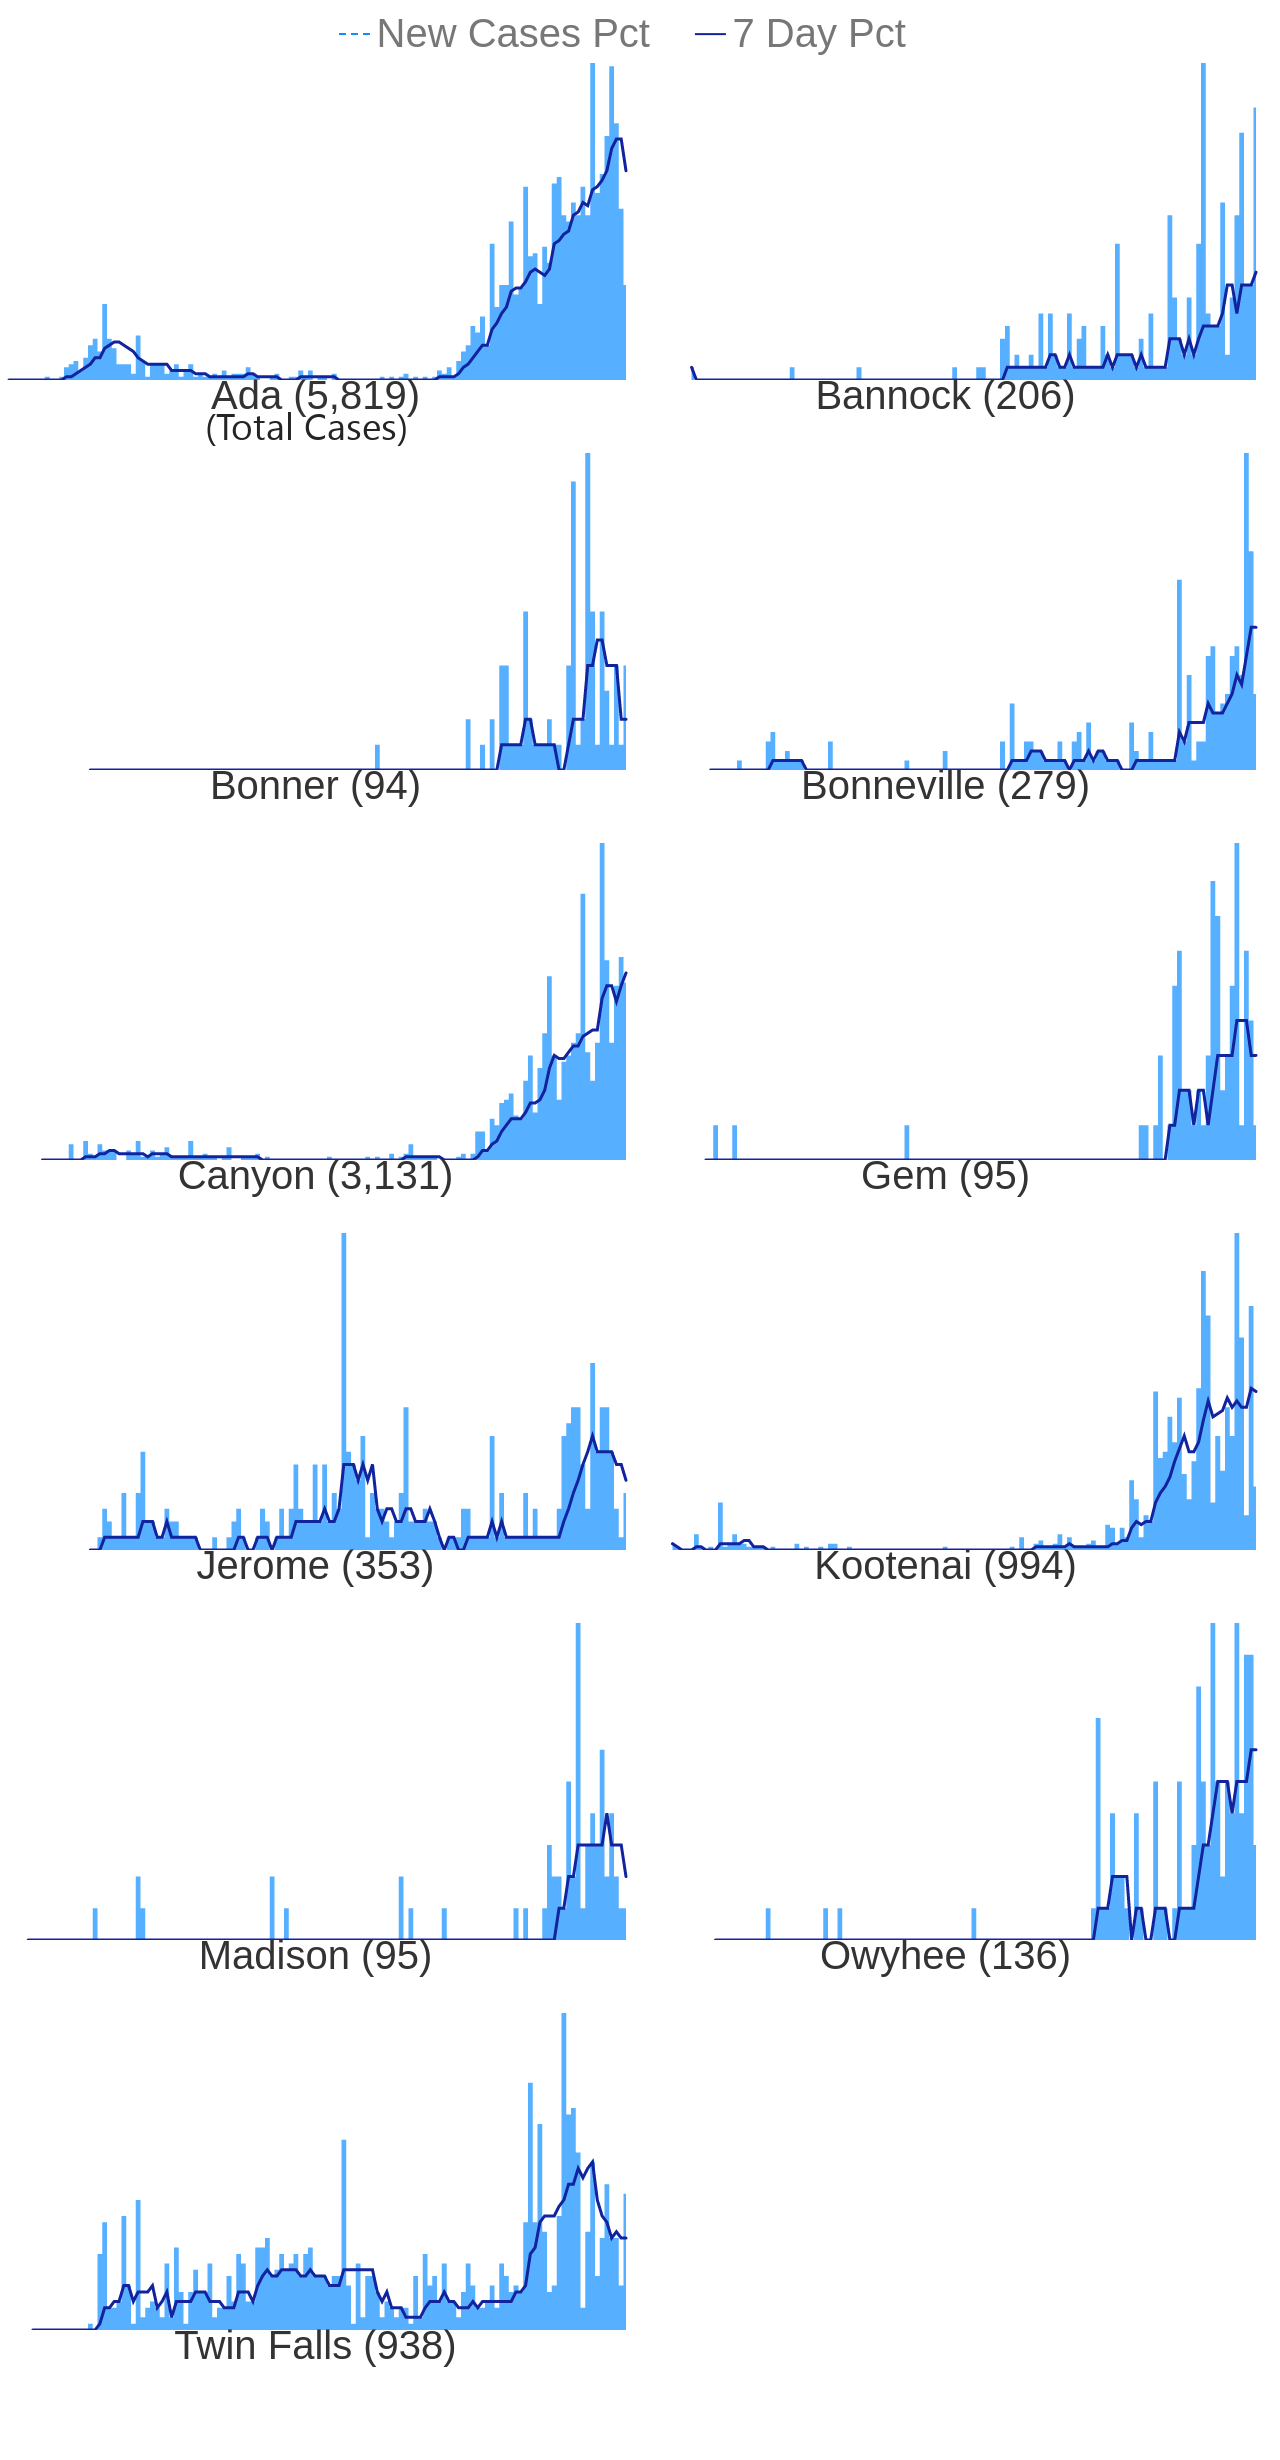 New Cases Pct 7 Day Pct
Ada (5,819) Bannock (206)
(Total Cases)
Bonner (94) Bonneville (279)
Canyon (3,131) Gem (95)
Jerome (353) Kootenai (994)
Madison (95) Owyhee (136)
Twin Falls (938)